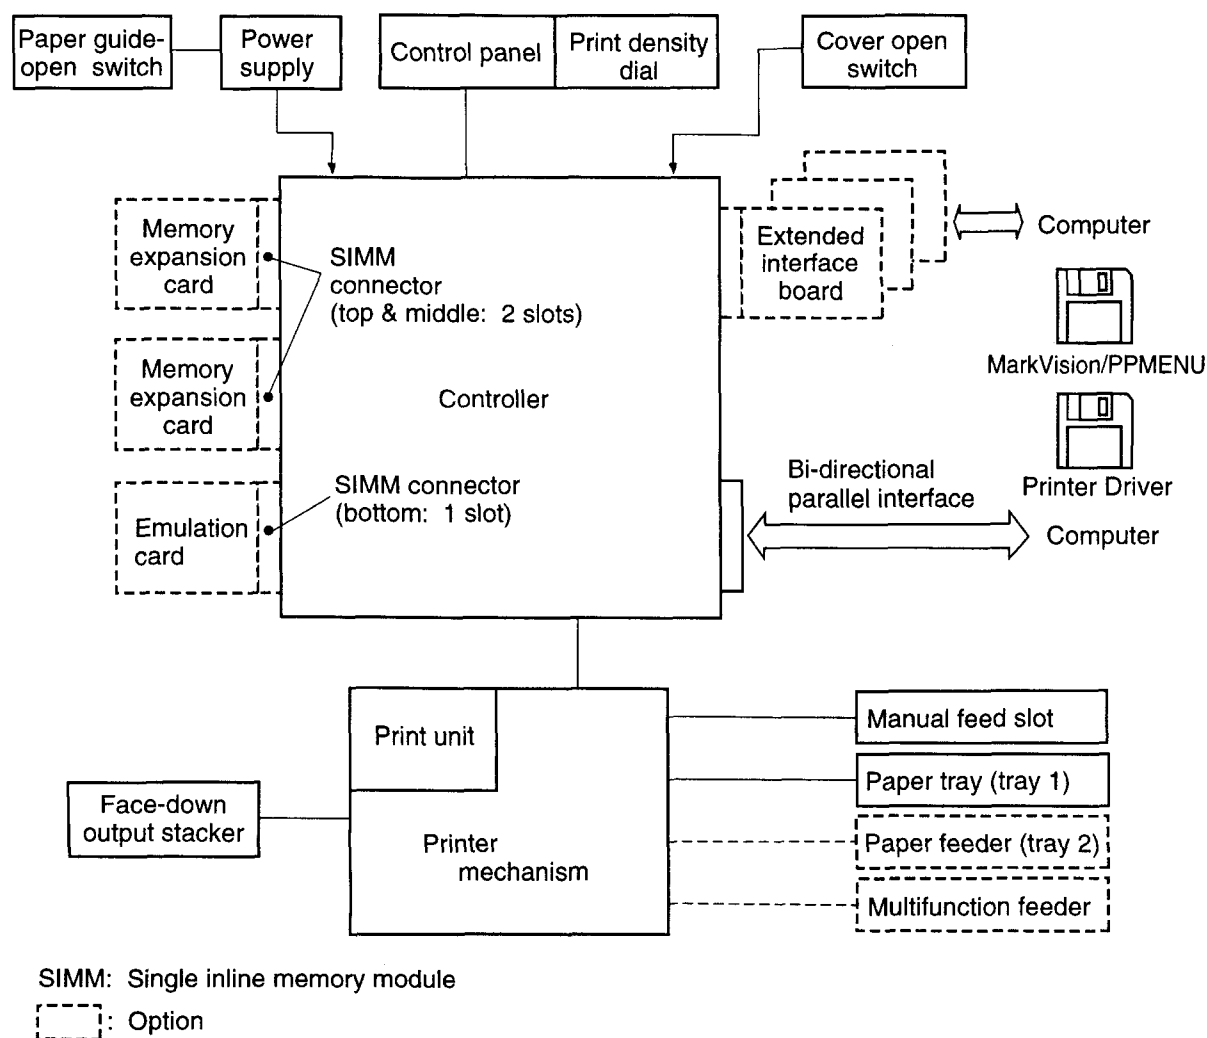 Paper guide-
open switch
Power
supply
Control panel
Print density
dial
Cover open
switch
Memory
expansion
card
SIMM
connector
(top & middle: 2 slots)
Extended
interface
board
Computer
MarkVision/PPMENU
Memory
expansion
card
Controller
Printer Driver
Emulation
card
SIMM connector
(bottom: 1 slot)
Bi-directional
parallel interface
Computer
Print unit
Printer
mechanism
Face-down
output stacker
Manual feed slot
Paper tray (tray 1)
Paper feeder (tray 2)
Multifunction feeder
SIMM: Single inline memory module
: Option